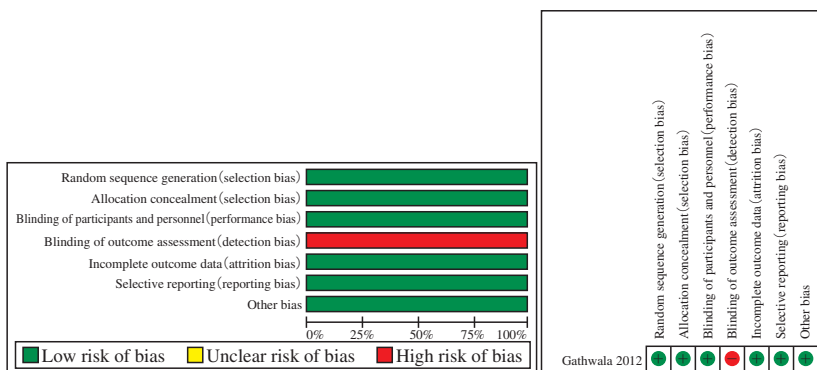 Random sequence generation(selection bias)
Allocation concealment(selection bias)
Blinding of participants and personnel(performance bias)
Blinding of outcome assessment(detection bias)
Incomplete outcome data(attrition bias)
Selective reporting(reporting bias)
Other bias
0% 25% 50% 75% 100%
Low risk of bias Unclear risk of bias High risk of bias
Random sequence generation(selection bias)
Allocation concealment(selection bias)
Blinding of participants and personnel(performance bias)
Blinding of outcome assessment(detection bias)
Incomplete outcome data(attrition bias)
Selective reporting(reporting bias)
Other bias
Gathwala 2012 + + + − + + +